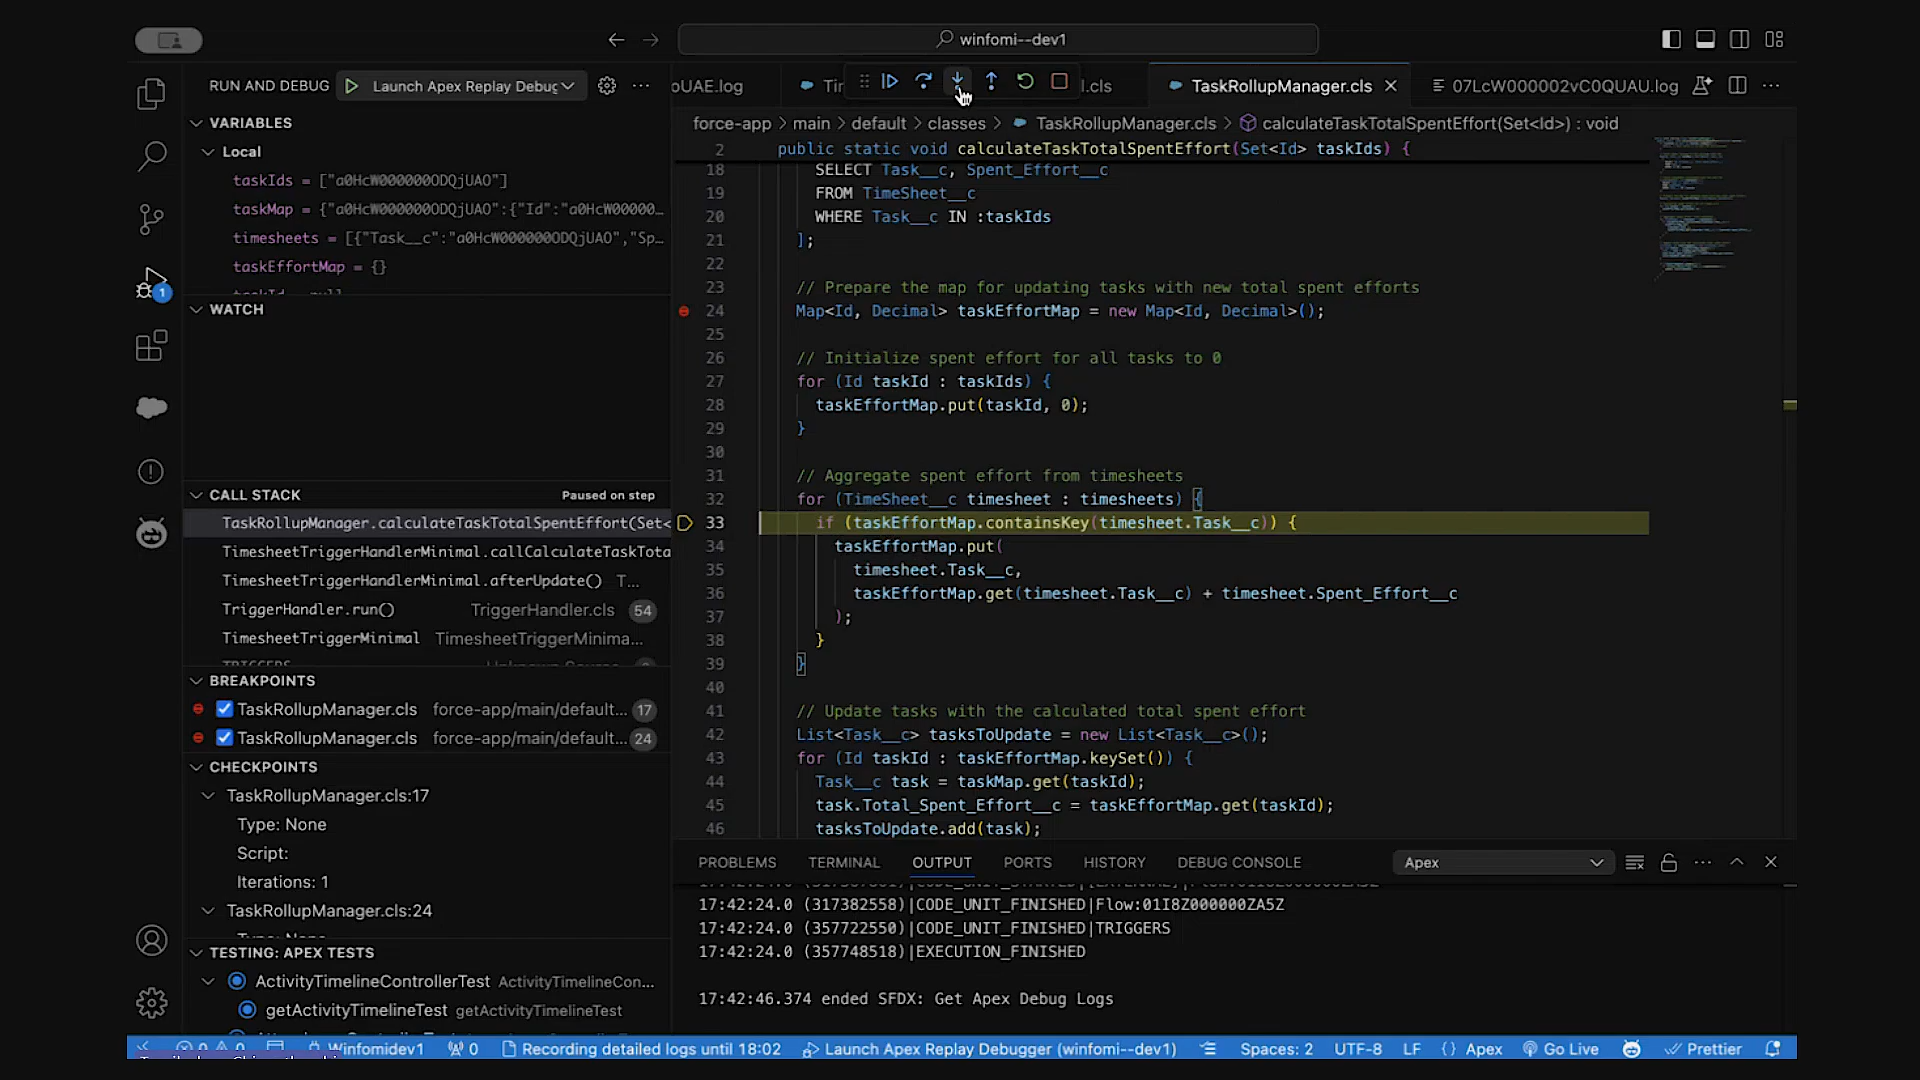 winfomi--dev1
RUN AND DEBUG
Launch Apex Replay Debug
oUAE.log
l.cls
TaskRollupManager.cls
07LcW000002vC0QUAU.log
VARIABLES
Local
taskIds = ["a0HcW000000ODQjUAO"]
taskMap = {"a0HcW000000ODQjUAO":{"Id":"a0HcW00000…
timesheets = [{"Task__c":"a0HcW000000ODQjUAO","Sp…
taskEffortMap = {}
WATCH
CALL STACK
Paused on step
TaskRollupManager.calculateTaskTotalSpentEffort(Set<
TimesheetTriggerHandlerMinimal.callCalculateTaskTota
TimesheetTriggerHandlerMinimal.afterUpdate() T...
TriggerHandler.run() TriggerHandler.cls 54
TimesheetTriggerMinimal TimesheetTriggerMinima...
BREAKPOINTS
TaskRollupManager.cls force-app/main/default... 17
TaskRollupManager.cls force-app/main/default... 24
CHECKPOINTS
TaskRollupManager.cls:17
Type: None
Script:
Iterations: 1
TaskRollupManager.cls:24
TESTING: APEX TESTS
ActivityTimelineControllerTest ActivityTimelineCon...
getActivityTimelineTest getActivityTimelineTest
force-app > main > default > classes > TaskRollupManager.cls > calculateTaskTotalSpentEffort(Set<Id>) : void
2 public static void calculateTaskTotalSpentEffort(Set<Id> taskIds) {
18 SELECT Task__c, Spent_Effort__c
19 FROM TimeSheet__c
20 WHERE Task__c IN :taskIds
21 ];
22
23 // Prepare the map for updating tasks with new total spent efforts
24 Map<Id, Decimal> taskEffortMap = new Map<Id, Decimal>();
25
26 // Initialize spent effort for all tasks to 0
27 for (Id taskId : taskIds) {
28 taskEffortMap.put(taskId, 0);
29 }
30
31 // Aggregate spent effort from timesheets
32 for (TimeSheet__c timesheet : timesheets) {
33 if (taskEffortMap.containsKey(timesheet.Task__c)) {
34 taskEffortMap.put(
35 timesheet.Task__c,
36 taskEffortMap.get(timesheet.Task__c) + timesheet.Spent_Effort__c
37 );
38 }
39 }
40
41 // Update tasks with the calculated total spent effort
42 List<Task__c> tasksToUpdate = new List<Task__c>();
43 for (Id taskId : taskEffortMap.keySet()) {
44 Task__c task = taskMap.get(taskId);
45 task.Total_Spent_Effort__c = taskEffortMap.get(taskId);
46 tasksToUpdate.add(task);
PROBLEMS TERMINAL OUTPUT PORTS HISTORY DEBUG CONSOLE
Apex
17:42:24.0 (317382558)|CODE_UNIT_FINISHED|Flow:01I8Z000000ZA5Z
17:42:24.0 (357722550)|CODE_UNIT_FINISHED|TRIGGERS
17:42:24.0 (357748518)|EXECUTION_FINISHED
17:42:46.374 ended SFDX: Get Apex Debug Logs
Winfomidev1 0 Recording detailed logs until 18:02 Launch Apex Replay Debugger (winfomi--dev1) Spaces: 2 UTF-8 LF {} Apex Go Live Prettier